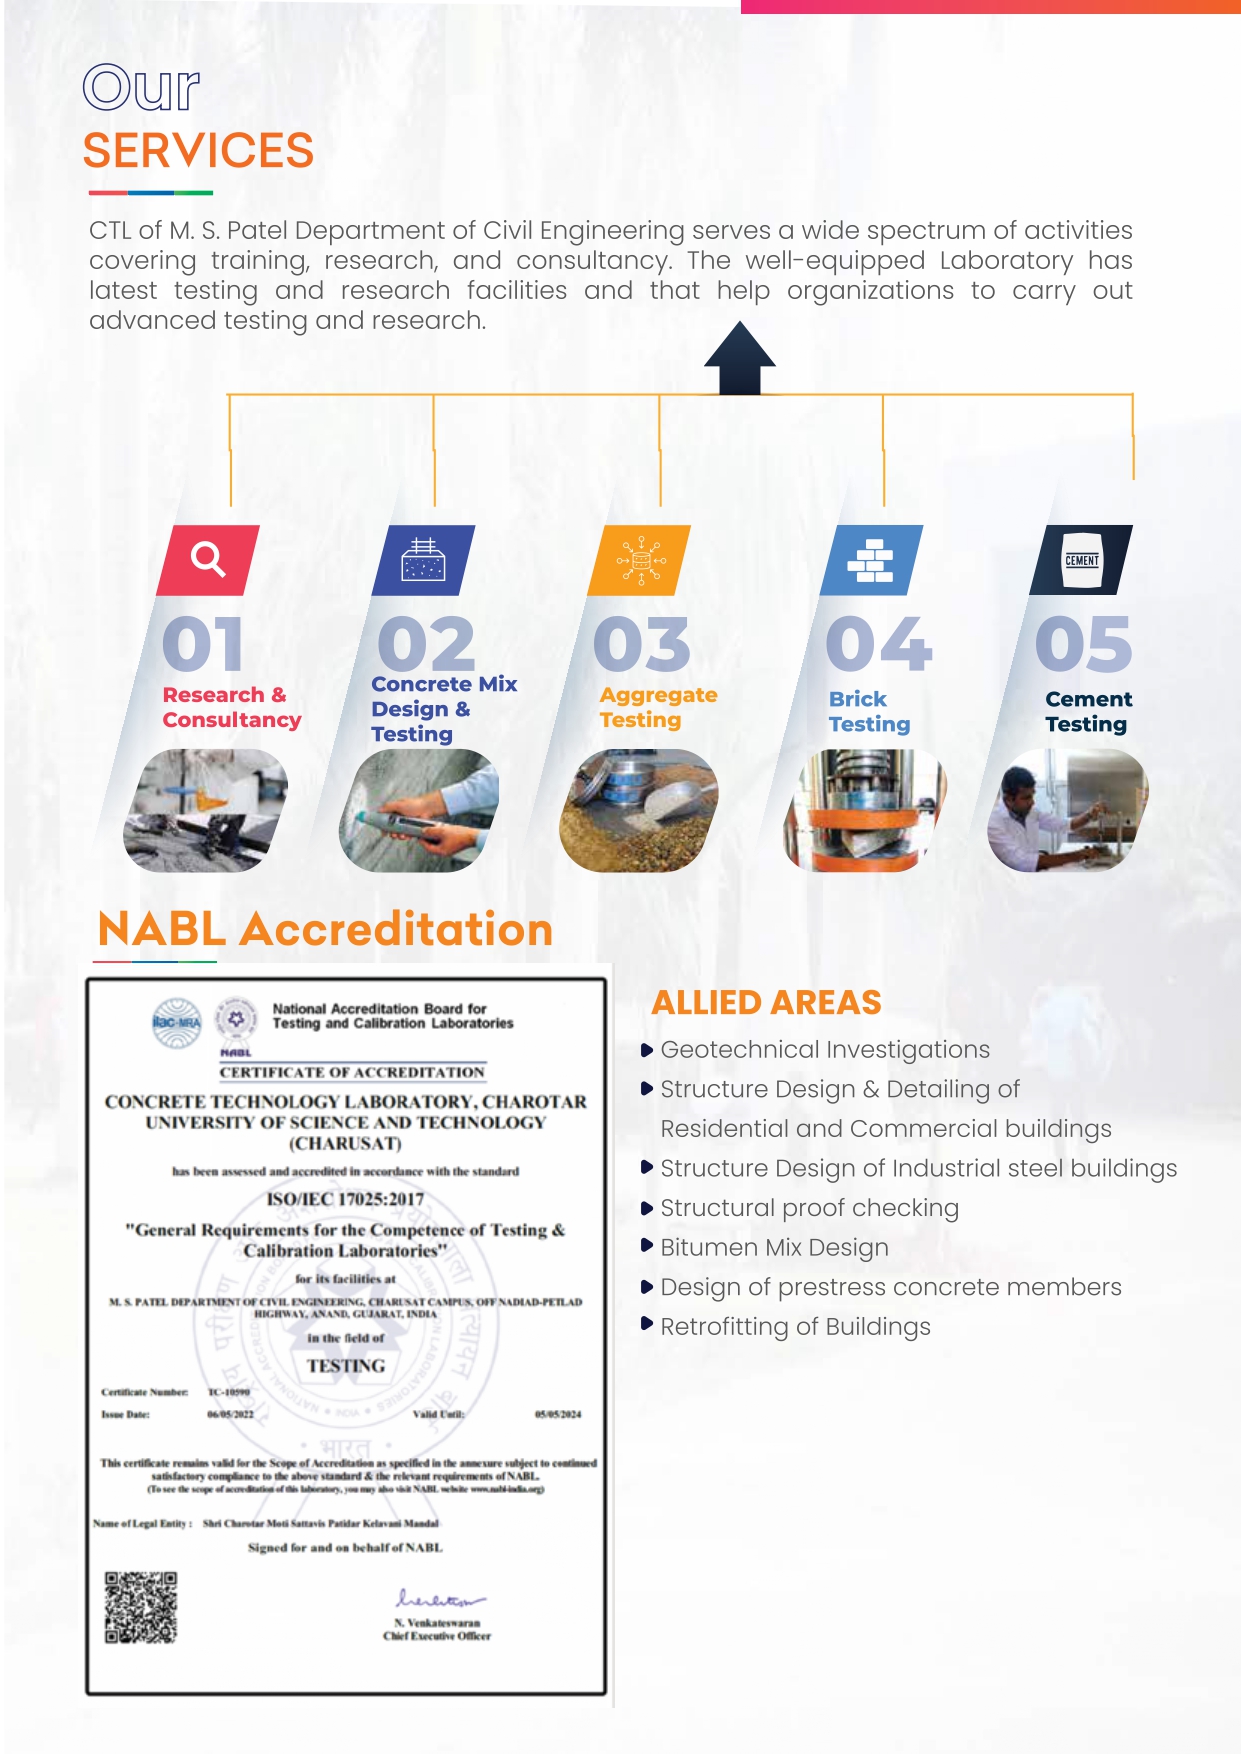 Our
SERVICES
CTL of M. S. Patel Department of Civil Engineering serves a wide spectrum of activities
covering training, research, and consultancy. The well-equipped Laboratory has
latest testing and research facilities and that help organizations to carry out
advanced testing and research.
CEMENT
01
02
03
04
05
Research &
Consultancy
Concrete Mix
Design &
Testing
Aggregate
Testing
Brick
Testing
Cement
Testing
NABL Accreditation
ilac-MRA
NABL
National Accreditation Board for
Testing and Calibration Laboratories
CERTIFICATE OF ACCREDITATION
CONCRETE TECHNOLOGY LABORATORY, CHAROTAR
UNIVERSITY OF SCIENCE AND TECHNOLOGY
(CHARUSAT)
has been assessed and accredited in accordance with the standard
ISO/IEC 17025:2017
"General Requirements for the Competence of Testing &
Calibration Laboratories"
for its facilities at
M. S. PATEL DEPARTMENT OF CIVIL ENGINEERING, CHARUSAT CAMPUS, OFF NADIAD-PETLAD
HIGHWAY, ANAND, GUJARAT, INDIA
in the field of
TESTING
Certificate Number: TC-10590
Issue Date: 06/05/2022 Valid Until: 05/05/2024
भारत
This certificate remains valid for the Scope of Accreditation as specified in the annexure subject to continued
satisfactory compliance to the above standard & the relevant requirements of NABL.
(To see the scope of accreditation of this laboratory, you may also visit NABL website www.nabl-india.org)
Name of Legal Entity : Shri Charotar Moti Sattavis Patidar Kelavani Mandal
Signed for and on behalf of NABL
N. Venkateswaran
Chief Executive Officer
ALLIED AREAS
Geotechnical Investigations
Structure Design & Detailing of
Residential and Commercial buildings
Structure Design of Industrial steel buildings
Structural proof checking
Bitumen Mix Design
Design of prestress concrete members
Retrofitting of Buildings